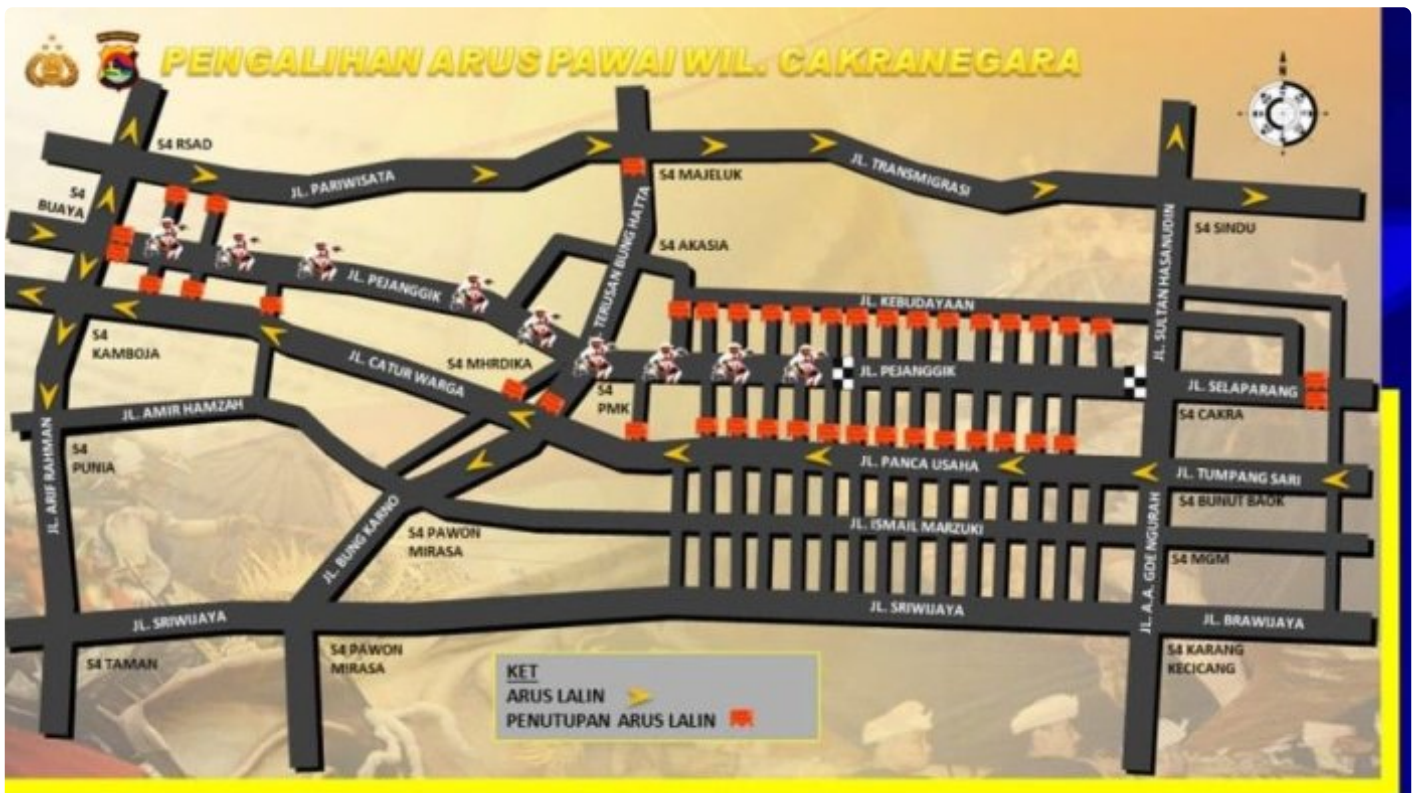 PENGALIHAN ARUS PAWAI WIL. CAKRANEGARA
S4 RSAD
JL. PARIWISATA
S4 MAJELUK
JL. TRANSMIGRASI
S4
BUAYA
JL. TERUSAN BUNG HATTA
S4 AKASIA
JL. SULTAN HASANUDIN
S4 SINDU
JL. PEJANGGIK
JL. KEBUDAYAAN
S4
KAMBOJA
JL. CATUR WARGA
S4 MHRDIKA
S4
PMK
JL. PEJANGGIK
JL. SELAPARANG
S4 CAKRA
JL. AMIR HAMZAH
JL. ARIF RAHMAN
S4
PUNIA
JL. PANCA USAHA
JL. TUMPANG SARI
S4 BUNUT BAOK
JL. BUNG KARNO
S4 PAWON
MIRASA
JL. ISMAIL MARZUKI
JL. A.A. GDE NGURAH
S4 MGM
JL. SRIWIJAYA
JL. SRIWIJAYA
JL. BRAWIJAYA
S4 TAMAN
S4 PAWON
MIRASA
S4 KARANG
KECICANG
KET
ARUS LALIN
PENUTUPAN ARUS LALIN